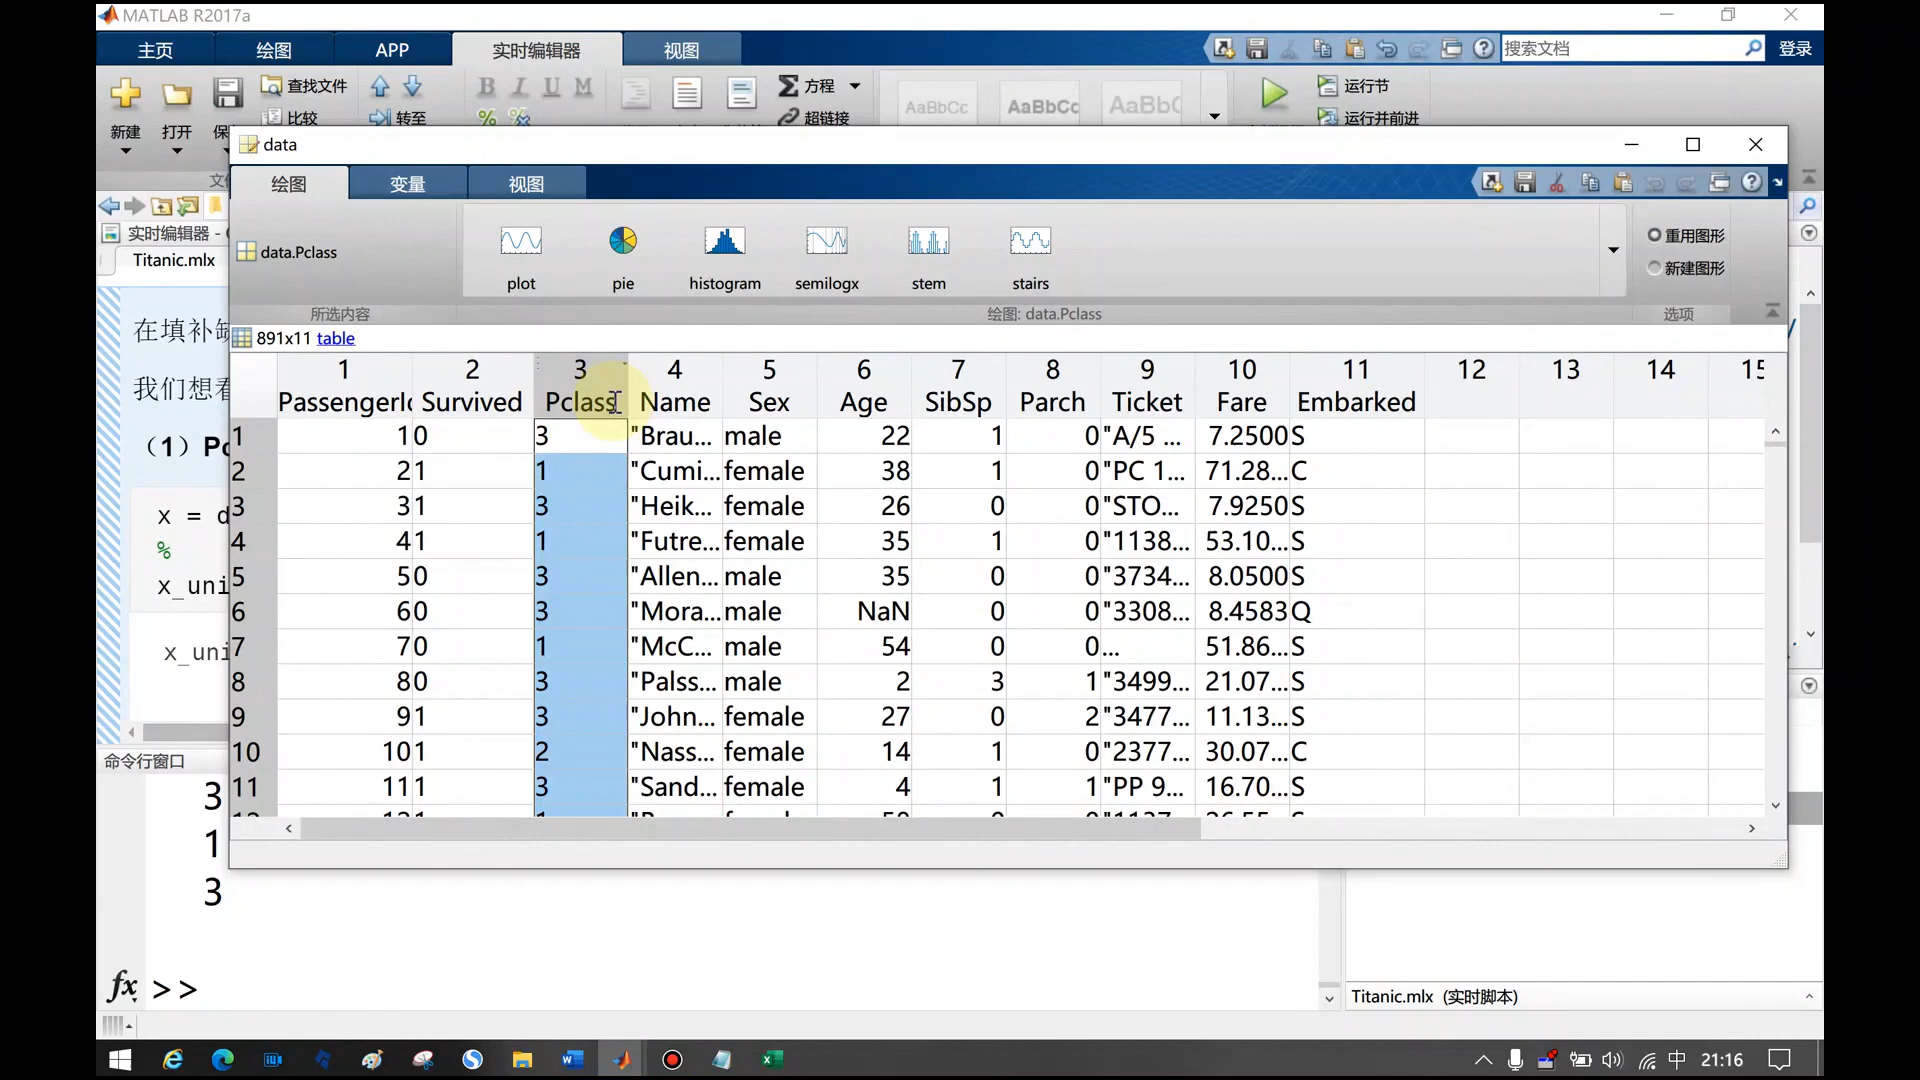 MATLAB R2017a
主页 绘图 APP 实时编辑器 视图 搜索文档 登录
查找文件 B I U M 方程 运行节
比较 转至 超链接 AaBbCc AaBbCc 运行并前进
新建 打开
data
绘图 变量 视图
data.Pclass
plot pie histogram semilogx stem stairs
重用图形
新建图形
所选内容 绘图: data.Pclass 选项
实时编辑器 -
Titanic.mlx
891x11 table
在填补
我们想看
（1）Pc
x = d
%
x_uni
x_uni
1 2 3 4 5 6 7 8 9 10 11 12 13 14 15
PassengerId Survived Pclass Name Sex Age SibSp Parch Ticket Fare Embarked
1 1 0 3 "Brau... male 22 1 0 "A/5 ... 7.2500 S
2 2 1 1 "Cumi... female 38 1 0 "PC 1... 71.28... C
3 3 1 3 "Heik... female 26 0 0 "STO... 7.9250 S
4 4 1 1 "Futre... female 35 1 0 "1138... 53.10... S
5 5 0 3 "Allen... male 35 0 0 "3734... 8.0500 S
6 6 0 3 "Mora... male NaN 0 0 "3308... 8.4583 Q
7 7 0 1 "McC... male 54 0 0 ... 51.86... S
8 8 0 3 "Palss... male 2 3 1 "3499... 21.07... S
9 9 1 3 "John... female 27 0 2 "3477... 11.13... S
10 10 1 2 "Nass... female 14 1 0 "2377... 30.07... C
11 11 1 3 "Sand... female 4 1 1 "PP 9... 16.70... S
命令行窗口
3
1
3
fx >>
Titanic.mlx (实时脚本)
中 21:16